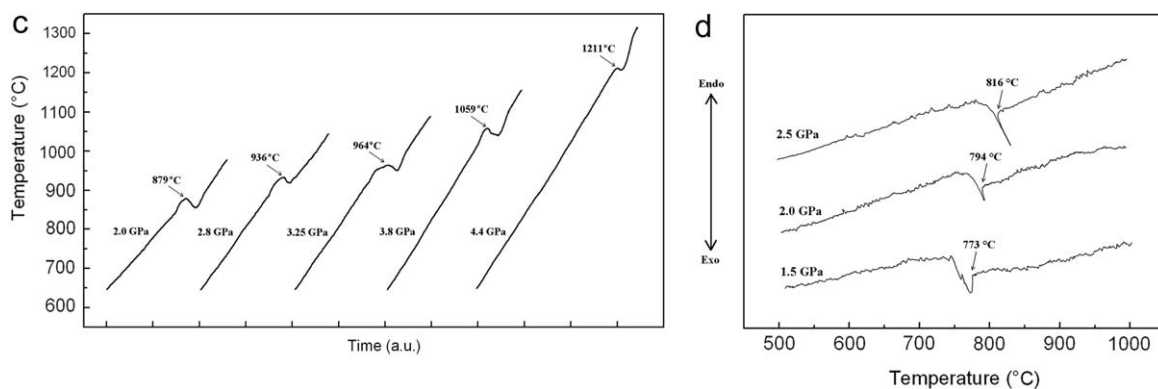 c
Temperature (°C)
1300
1200
1100
1000
900
800
700
600
879°C
936°C
964°C
1059°C
1211°C
2.0 GPa
2.8 GPa
3.25 GPa
3.8 GPa
4.4 GPa
Time (a.u.)
d
Endo
Exo
816 °C
2.5 GPa
794 °C
2.0 GPa
773 °C
1.5 GPa
500 600 700 800 900 1000
Temperature (°C)